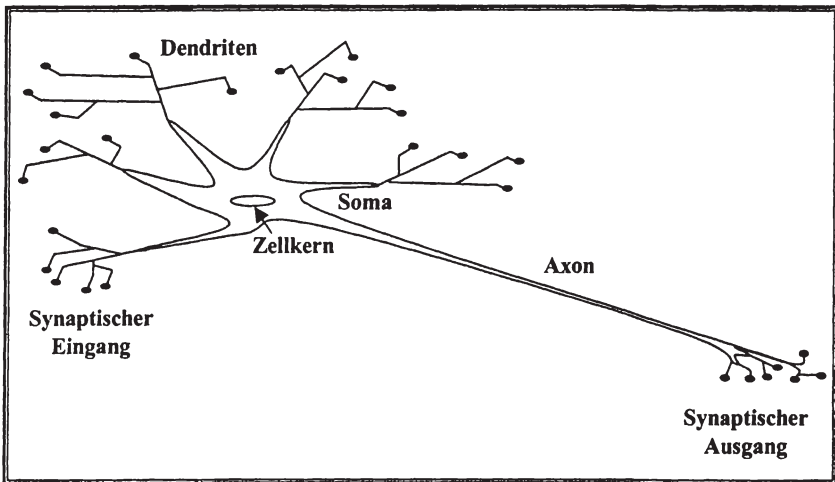 Dendriten
Soma
Zellkern
Axon
Synaptischer
Eingang
Synaptischer
Ausgang